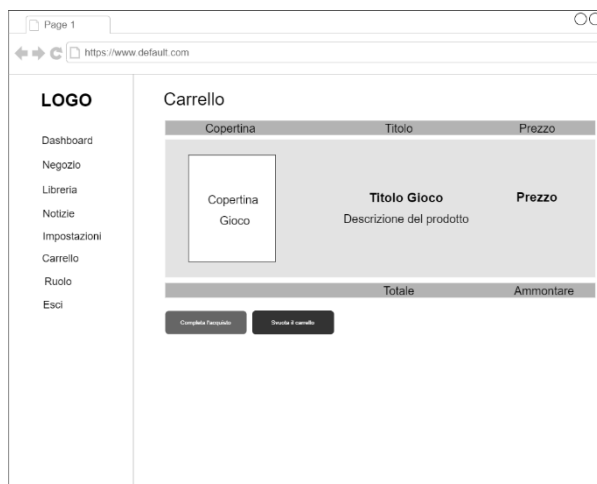 Page 1
https://www.default.com
LOGO
Dashboard
Negozio
Libreria
Notizie
Impostazioni
Carrello
Ruolo
Esci
Carrello
Copertina Titolo Prezzo
Copertina
Gioco
Titolo Gioco
Descrizione del prodotto
Prezzo
Totale Ammontare
Completa l'acquisto Svuota il carrello